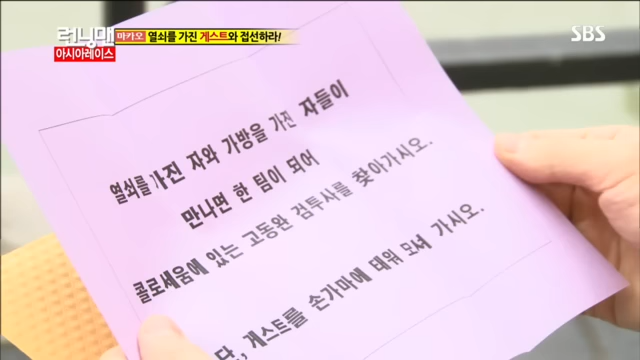 런닝맨
아시아레이스
마카오 열쇠를 가진 게스트와 접선하라!
SBS
열쇠를 가진 자와 가방을 가진 자들이
만나면 한 팀이 되어
콜로세움에 있는 고동완 검투사를 찾아가시오.
단, 게스트를 손가마에 태워 모셔 가시오.